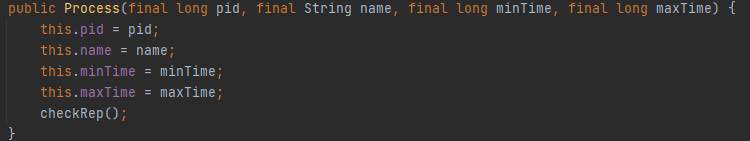 public Process(final long pid, final String name, final long minTime, final long maxTime) {
    this.pid = pid;
    this.name = name;
    this.minTime = minTime;
    this.maxTime = maxTime;
    checkRep();
}